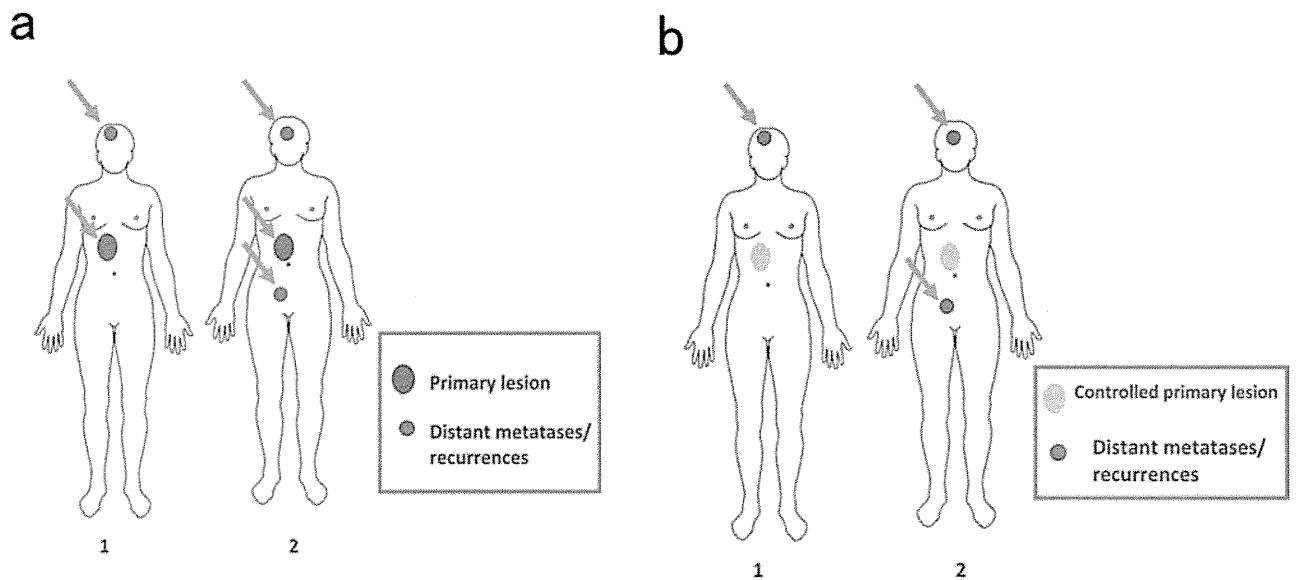 a
Primary lesion
Distant metatases/
recurrences
1
2
b
Controlled primary lesion
Distant metatases/
recurrences
1
2